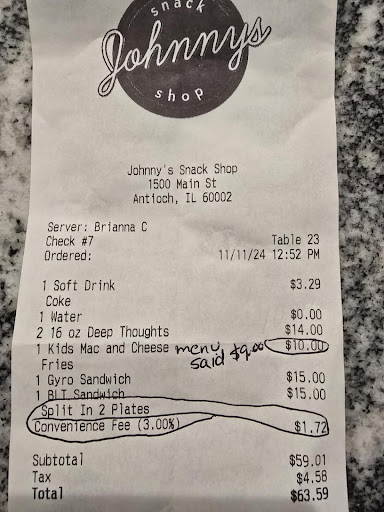 snack
Johnnys
shop
Johnny's Snack Shop
1500 Main St
Antioch, IL 60002
Server: Brianna C
Check #7 Table 23
Ordered: 11/11/24 12:52 PM
1 Soft Drink $3.29
Coke
1 Water $0.00
2 16 oz Deep Thoughts $14.00
1 Kids Mac and Cheese menu said $9.00 $10.00
Fries
1 Gyro Sandwich $15.00
1 BLT Sandwich $15.00
Split In 2 Plates
Convenience Fee (3.00%) $1.72
Subtotal $59.01
Tax $4.58
Total $63.59